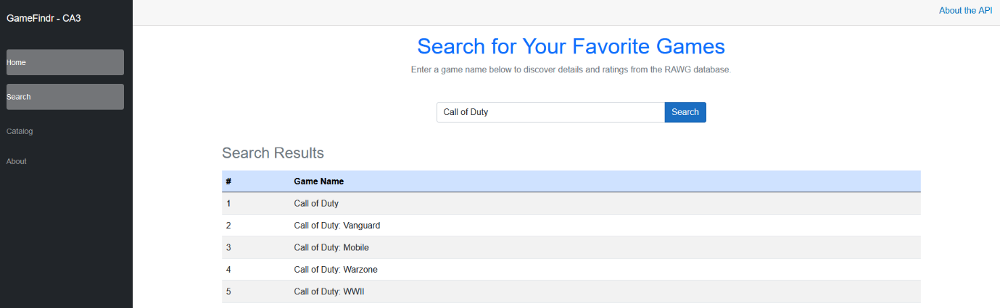 GameFindr - CA3
About the API
Home
Search
Catalog
About
Search for Your Favorite Games
Enter a game name below to discover details and ratings from the RAWG database.
Call of Duty Search
Search Results
# Game Name
1 Call of Duty
2 Call of Duty: Vanguard
3 Call of Duty: Mobile
4 Call of Duty: Warzone
5 Call of Duty: WWII